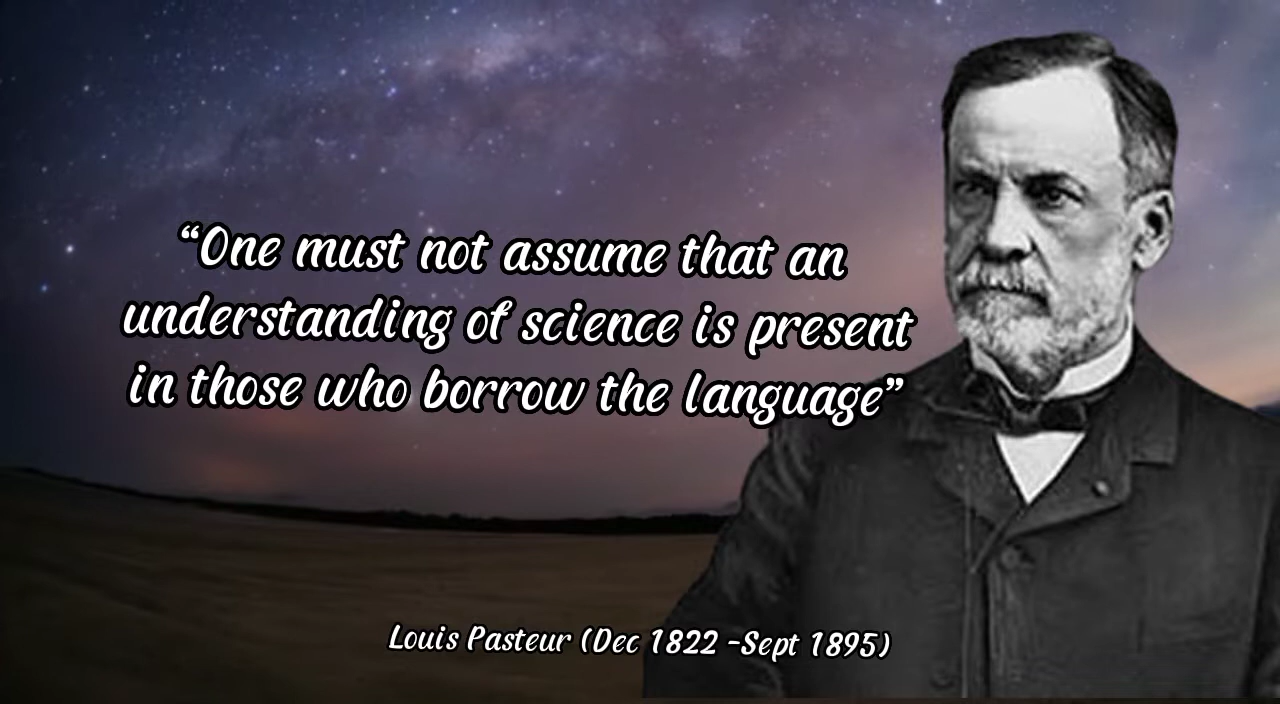 “One must not assume that an
understanding of science is present
in those who borrow the language”
Louis Pasteur (Dec 1822 -Sept 1895)